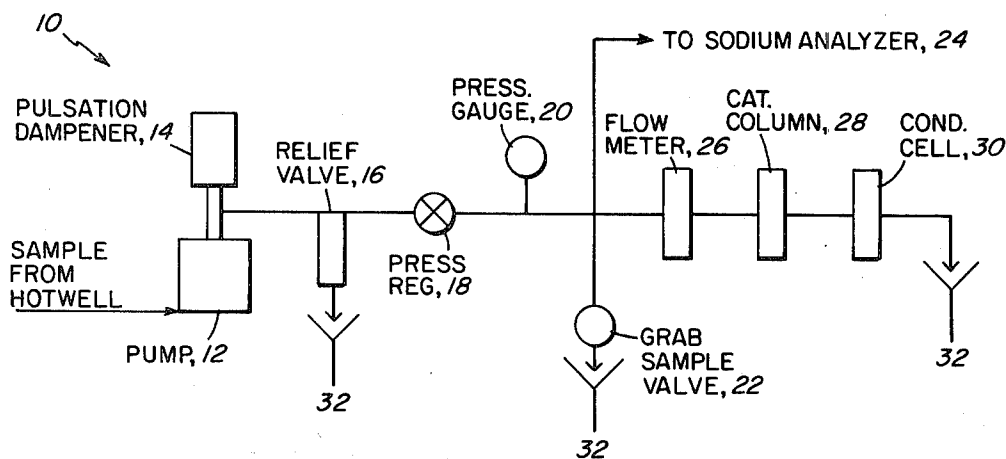 10
TO SODIUM ANALYZER, 24
PULSATION
DAMPENER, 14
PRESS.
GAUGE, 20
RELIEF
VALVE, 16
FLOW
METER, 26
CAT.
COLUMN, 28
COND.
CELL, 30
SAMPLE
FROM
HOTWELL
PUMP, 12
PRESS
REG, 18
GRAB
SAMPLE
VALVE, 22
32
32
32